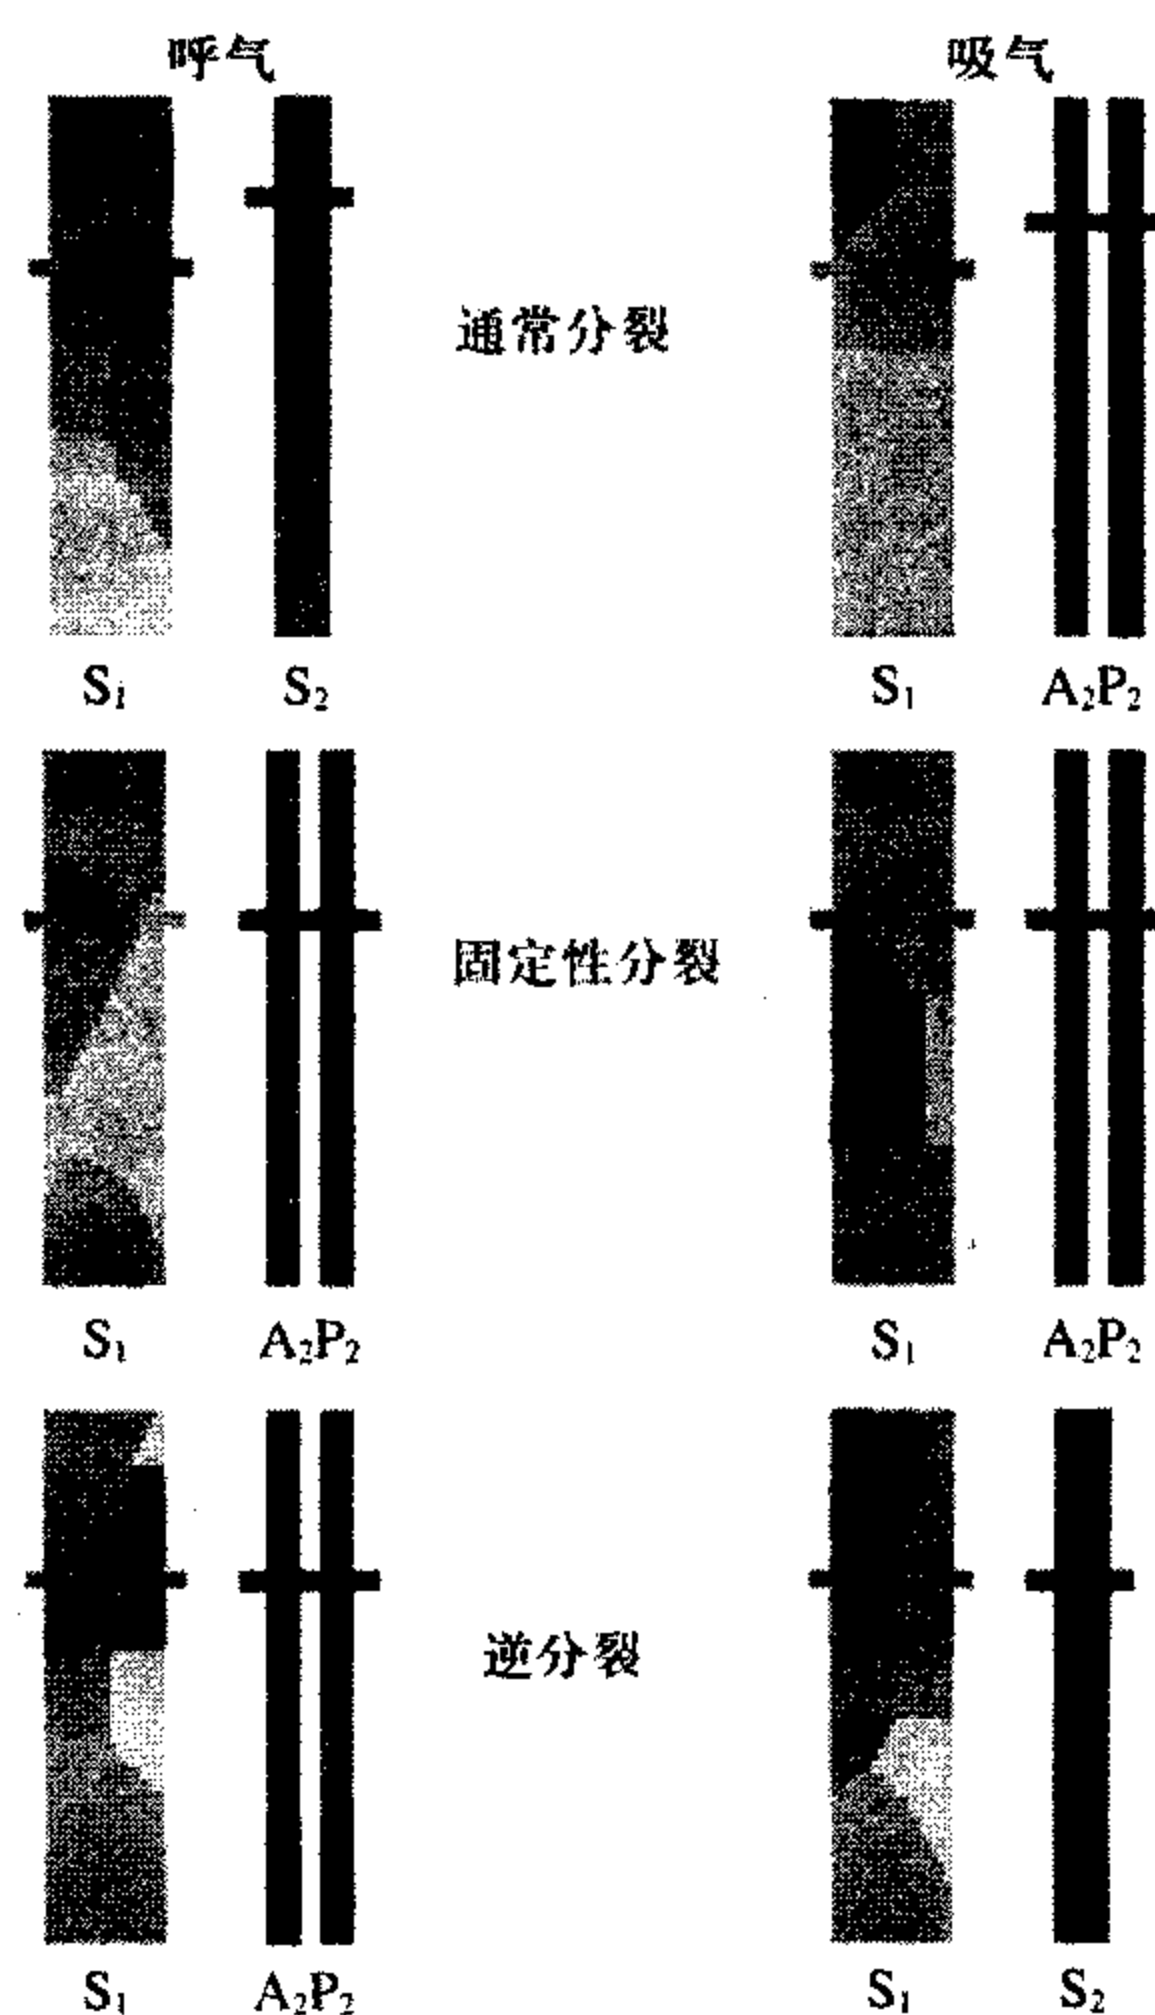 呼气 吸气
通常分裂
S₁ S₂ S₁ A₂P₂
固定性分裂
S₁ A₂P₂ S₁ A₂P₂
逆分裂
S₁ A₂P₂ S₁ S₂